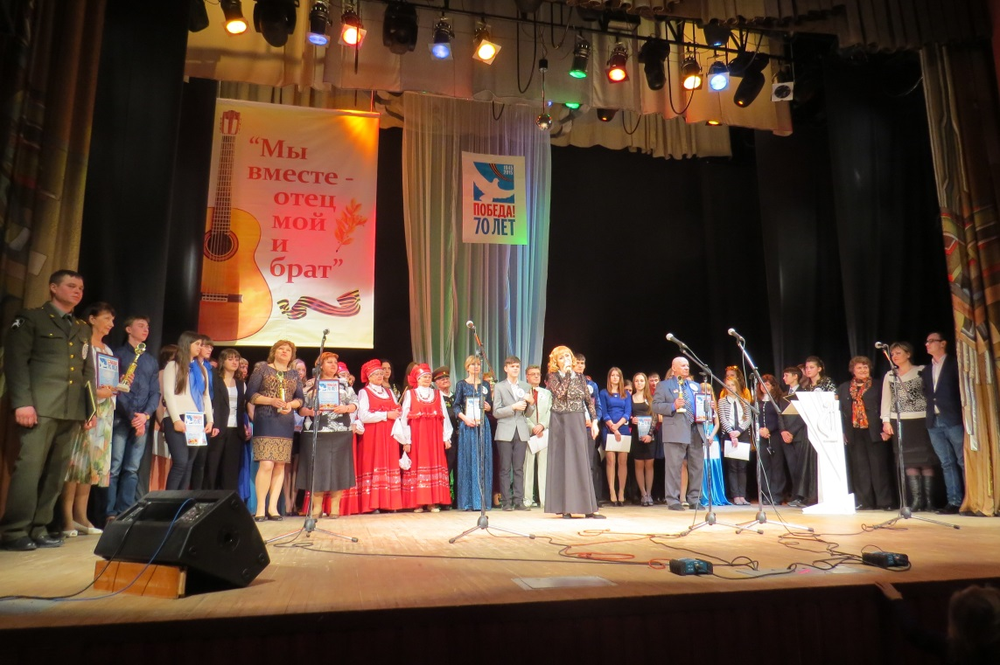 “Мы
вместе -
отец
мой
и
брат”
1945
2015
ПОБЕДА!
70 ЛЕТ